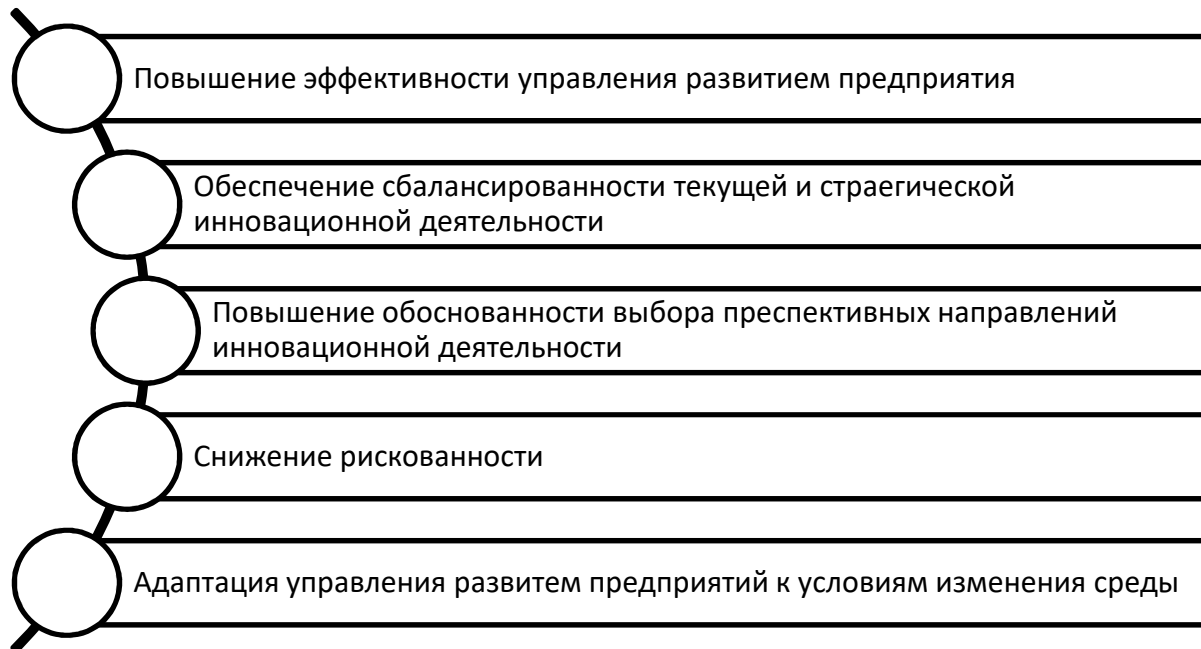 Повышение эффективности управления развитием предприятия
Обеспечение сбалансированности текущей и страегической
инновационной деятельности
Повышение обоснованности выбора преспективных направлений
инновационной деятельности
Снижение рискованности
Адаптация управления развитем предприятий к условиям изменения среды